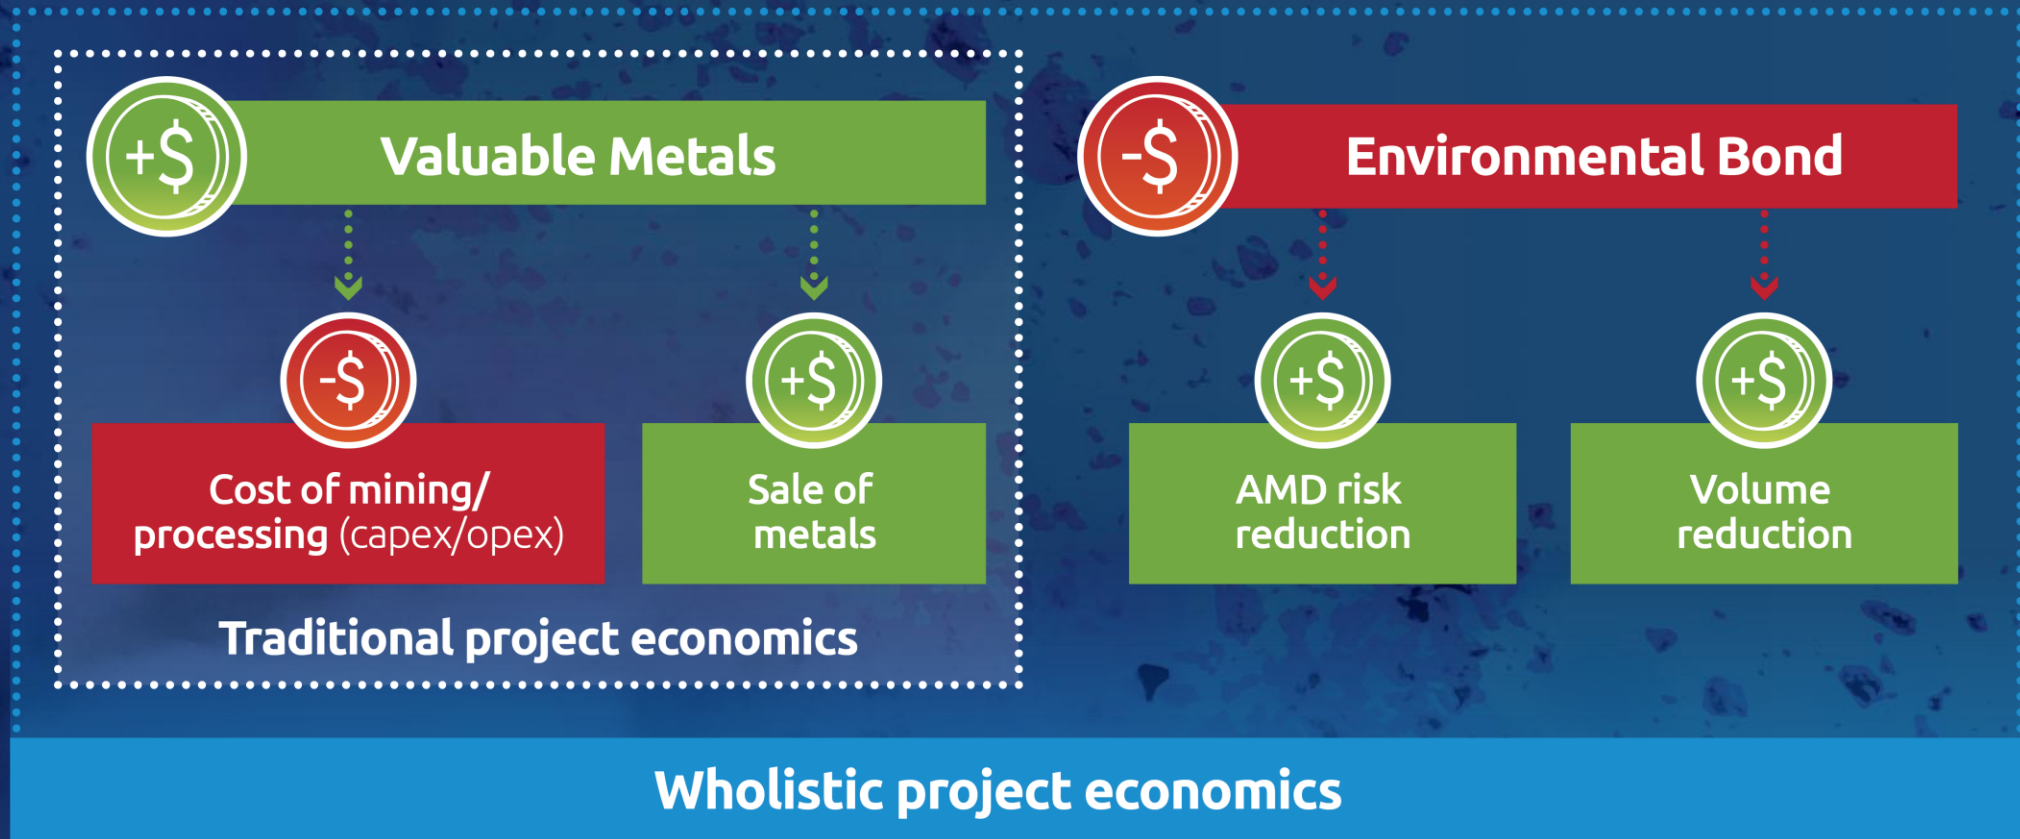 +$
Valuable Metals
-$
Environmental Bond
-$
Cost of mining/
processing (capex/opex)
+$
Sale of
metals
+$
AMD risk
reduction
+$
Volume
reduction
Traditional project economics
Wholistic project economics